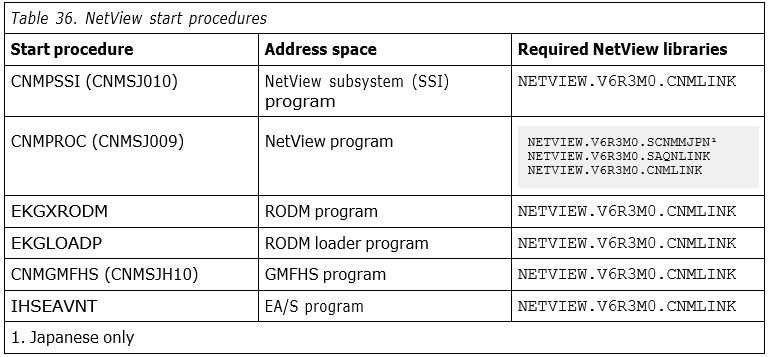 Table 36. NetView start procedures
Start procedure Address space Required NetView libraries
CNMPSSI (CNMSJ010) NetView subsystem (SSI) NETVIEW.V6R3M0.CNMLINK
program
CNMPROC (CNMSJ009) NetView program NETVIEW.V6R3M0.SCNMMJPN¹
NETVIEW.V6R3M0.SAQNLINK
NETVIEW.V6R3M0.CNMLINK
EKGXRODM RODM program NETVIEW.V6R3M0.CNMLINK
EKGLOADP RODM loader program NETVIEW.V6R3M0.CNMLINK
CNMGMFHS (CNMSJH10) GMFHS program NETVIEW.V6R3M0.CNMLINK
IHSEAVNT EA/S program NETVIEW.V6R3M0.CNMLINK
1. Japanese only